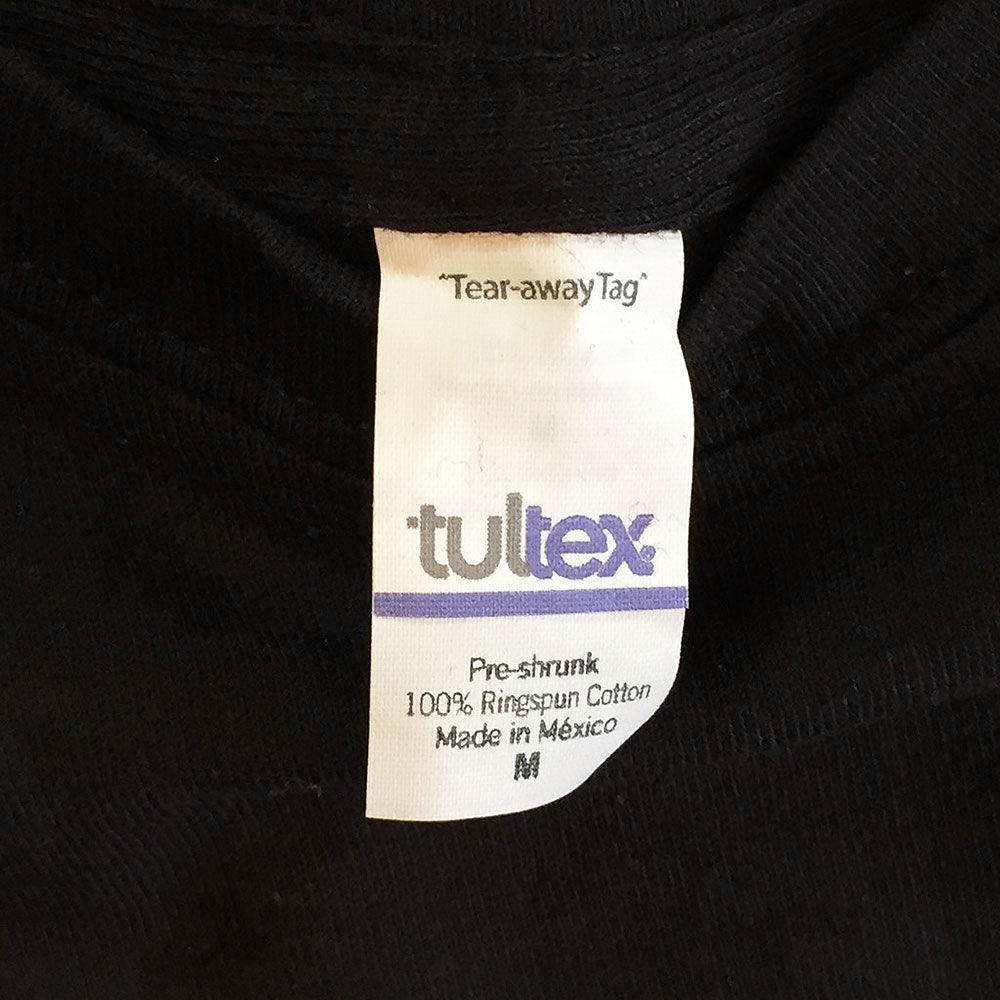 "Tear-away Tag"
tultex
Pre-shrunk
100% Ringspun Cotton
Made in México
M